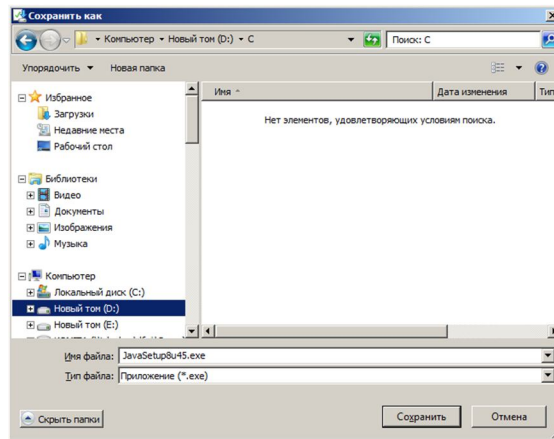 Сохранить как
Компьютер Новый том (D:) C
Поиск: C
Упорядочить Новая папка
Имя Дата изменения Тип
Нет элементов, удовлетворяющих условиям поиска.
Избранное
Загрузки
Недавние места
Рабочий стол
Библиотеки
Видео
Документы
Изображения
Музыка
Компьютер
Локальный диск (C:)
Новый том (D:)
Новый том (E:)
Имя файла: JavaSetup8u45.exe
Тип файла: Приложение (*.exe)
Скрыть папки
Сохранить
Отмена